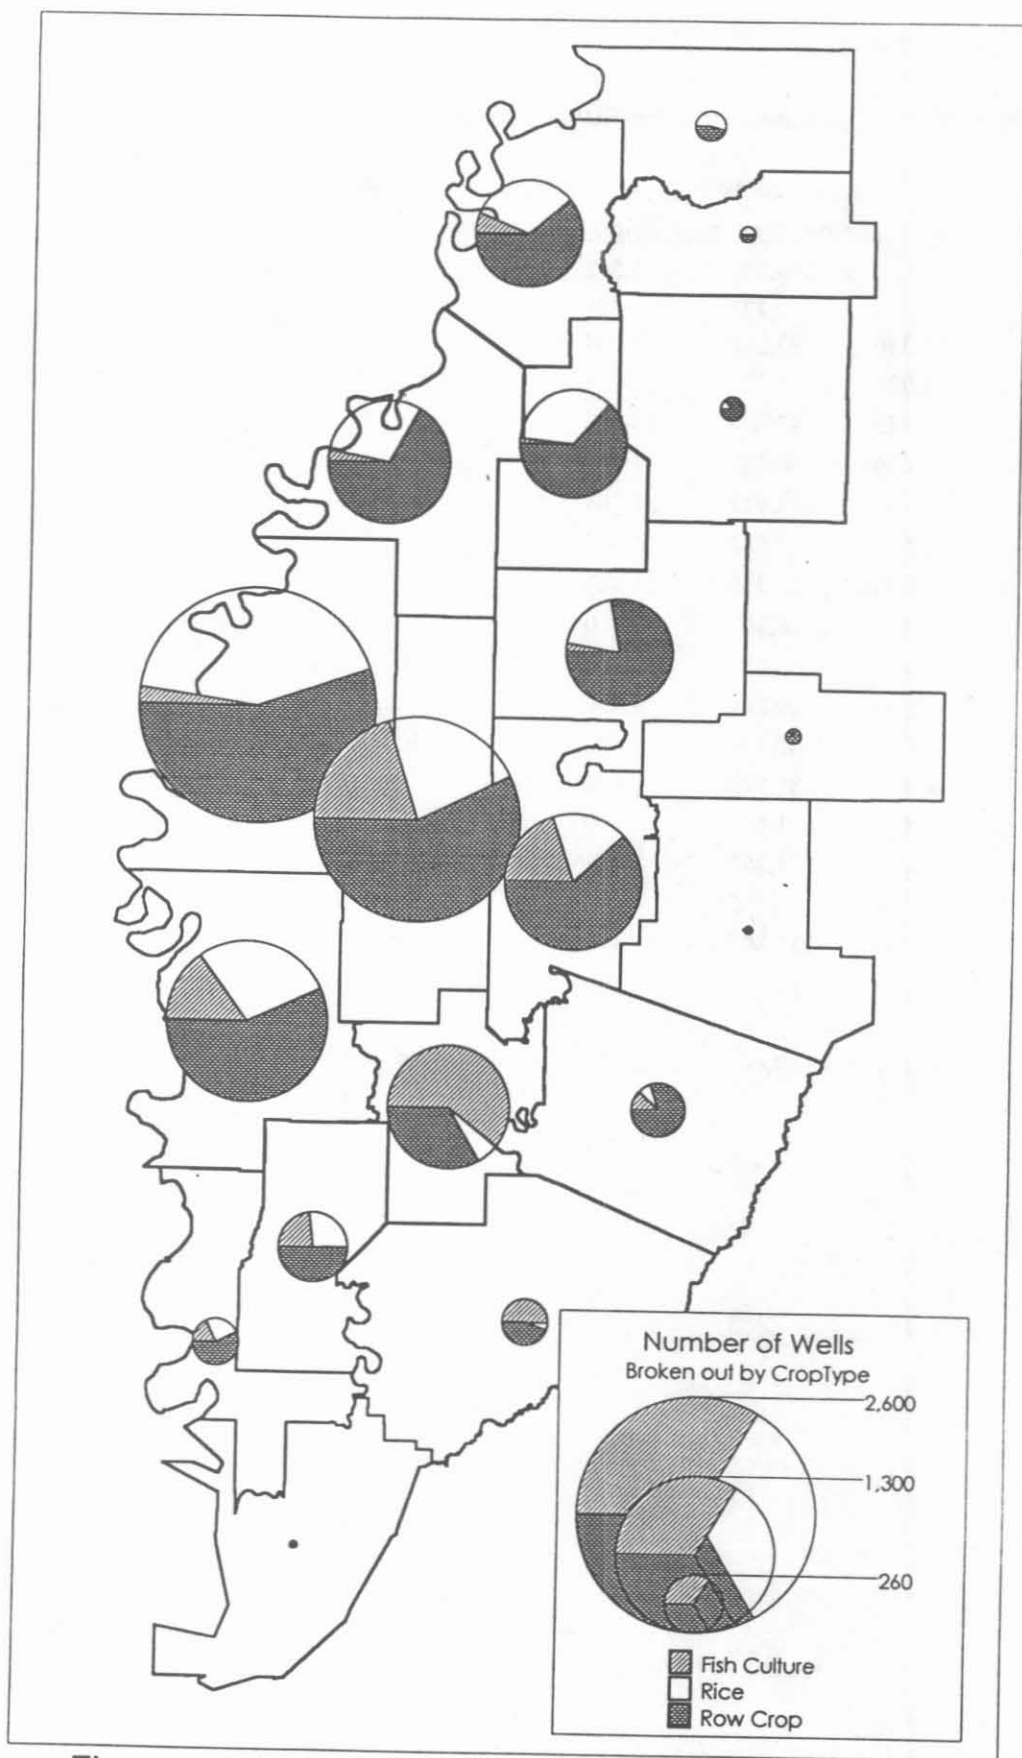 Number of Wells
Broken out by CropType
2,600
1,300
260
Fish Culture
Rice
Row Crop